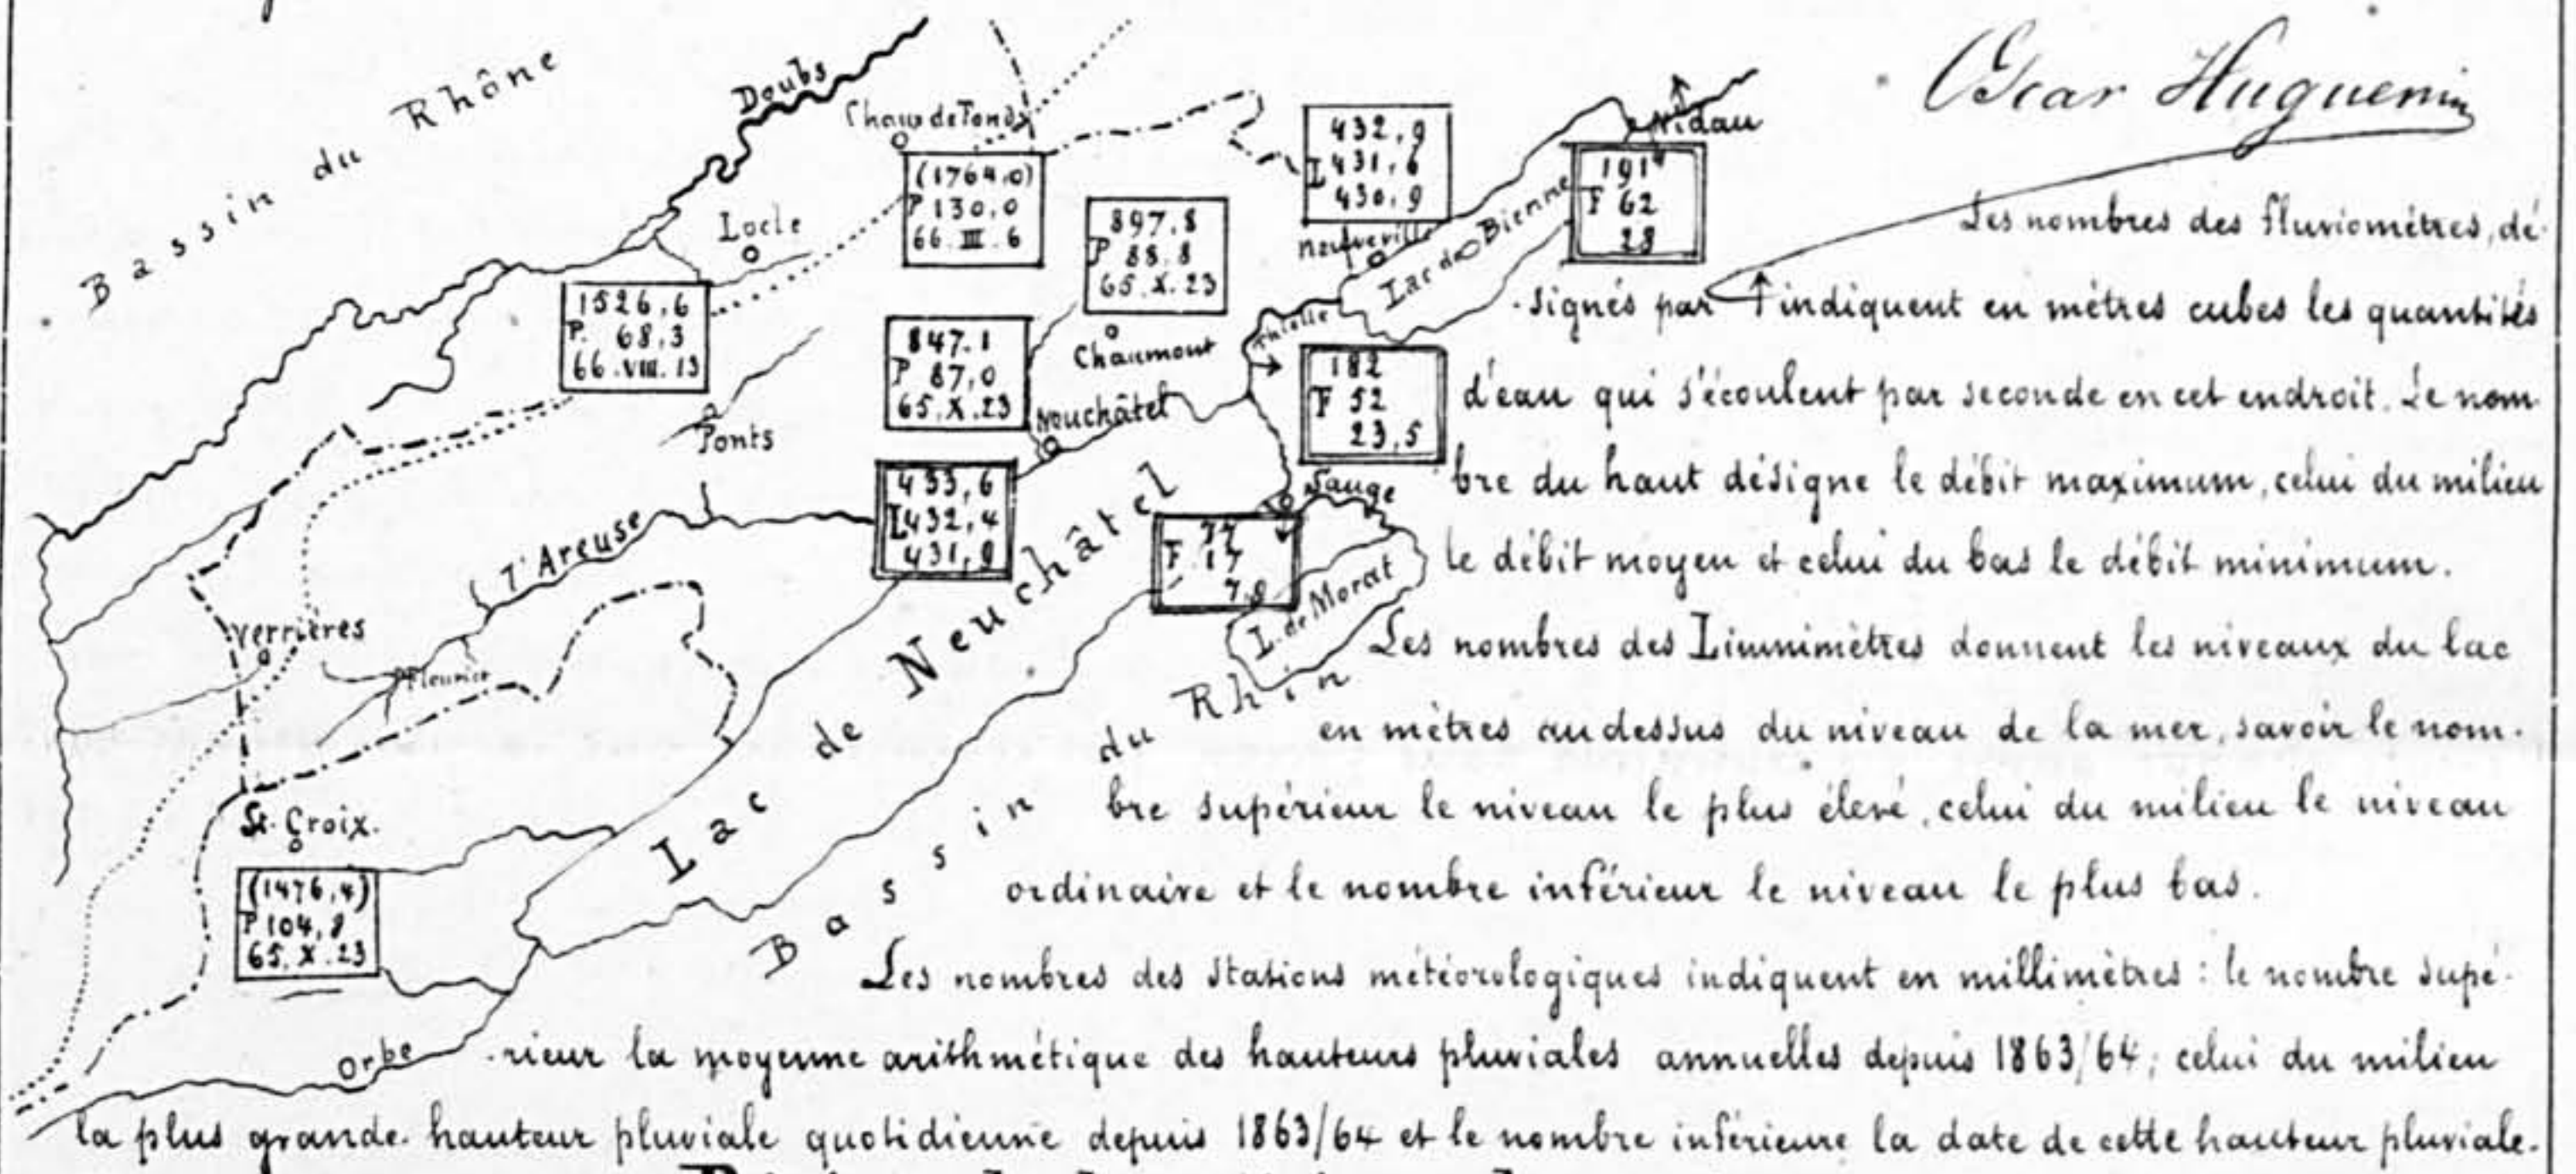 Oscar Huguenin
Bassin du Rhône
Doubs
Chaux de Fonds
Nidau
432,9
L 431,6
430,9
191
F 62
28
(1764,0)
P 130,0
66.III.6
Locle
897.8
P 88,8
65.X.23
Neuveville
Lac de Bienne
1526,6
P. 68,3
66.VIII.13
847.1
P 87,0
65.X.23
Chaumont
Thielle
182
F 52
23,5
Ponts
Neuchâtel
433,6
L 432,4
431,9
Sauge
77
F 17
7,8
L. de Morat
l'Areuse
Verrières
Fleurier
Lac de Neuchâtel
Bassin du Rhin
St. Croix.
(1476,4)
P 104,8
65.X.23
Orbe
Les nombres des fluviomètres, dé-
-signés par ↑ indiquent en mètres cubes les quantités
d'eau qui s'écoulent par seconde en cet endroit. Le nom-
bre du haut désigne le débit maximum, celui du milieu
le débit moyen et celui du bas le débit minimum.
Les nombres des Limnimètres donnent les niveaux du lac
en mètres au dessus du niveau de la mer, savoir le nom-
bre supérieur le niveau le plus élevé, celui du milieu le niveau
ordinaire et le nombre inférieur le niveau le plus bas.
Les nombres des stations météorologiques indiquent en millimètres : le nombre supé-
-rieur la moyenne arithmétique des hauteurs pluviales annuelles depuis 1863/64; celui du milieu
la plus grande hauteur pluviale quotidienne depuis 1863/64 et le nombre inférieure la date de cette hauteur pluviale.